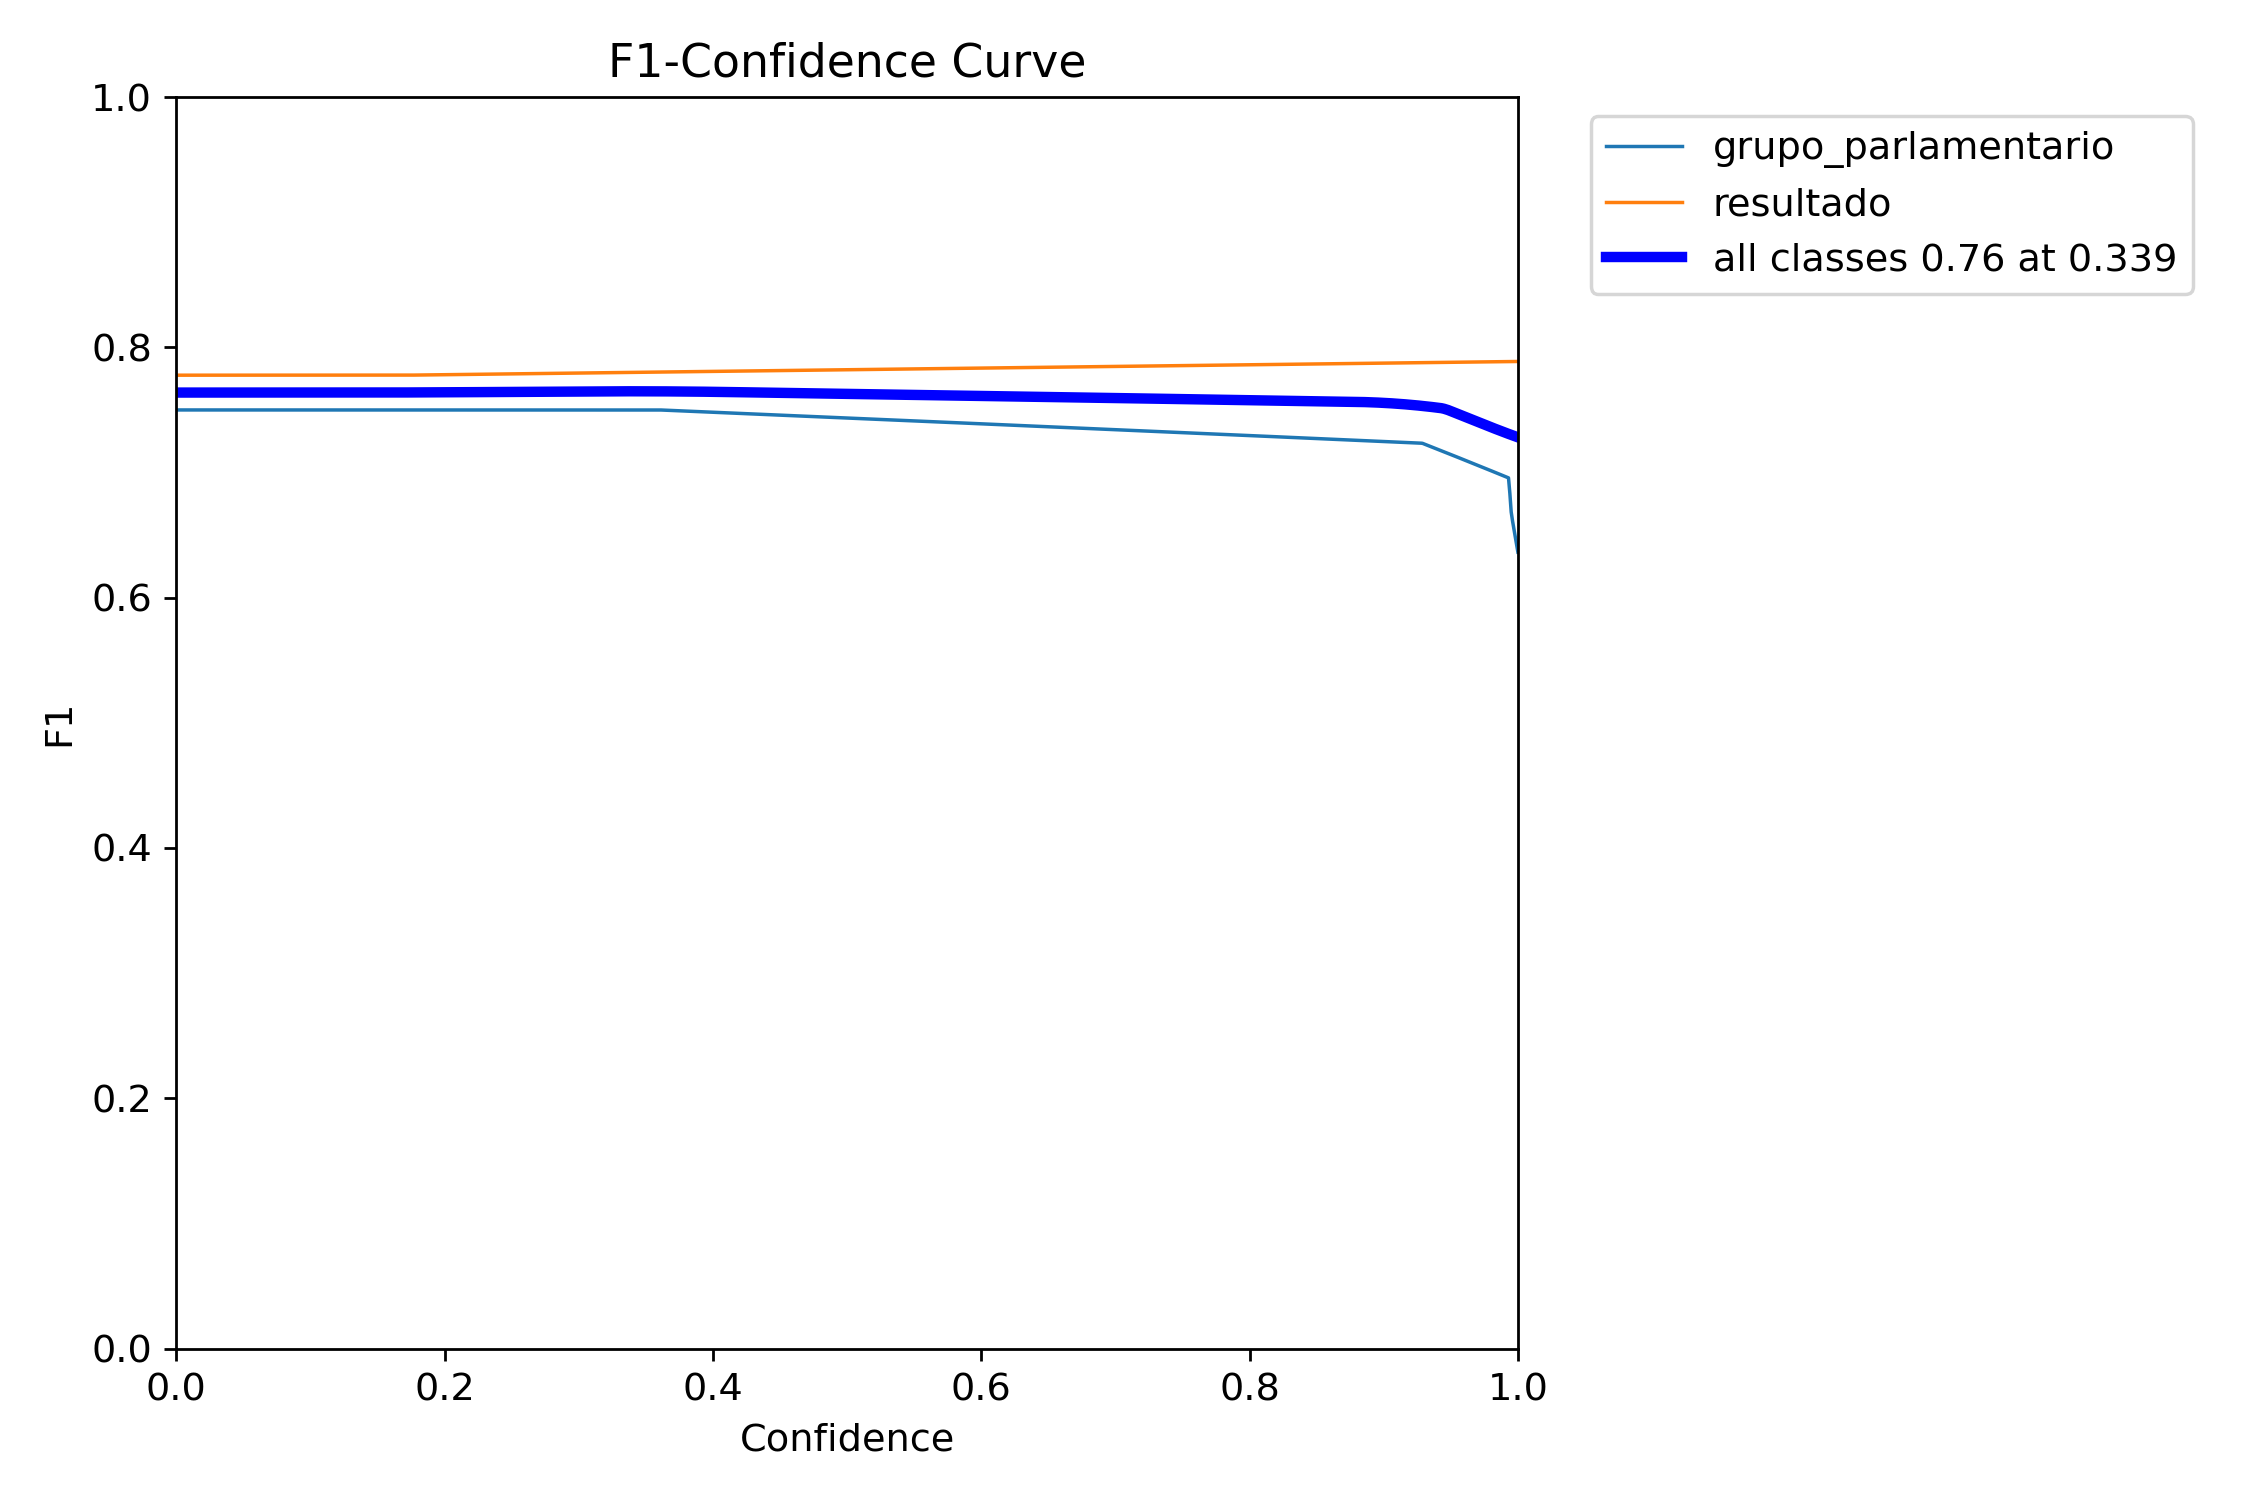 F1-Confidence Curve
1.0
0.8
0.6
0.4
0.2
0.0
F1
0.0 0.2 0.4 0.6 0.8 1.0
Confidence
grupo_parlamentario
resultado
all classes 0.76 at 0.339